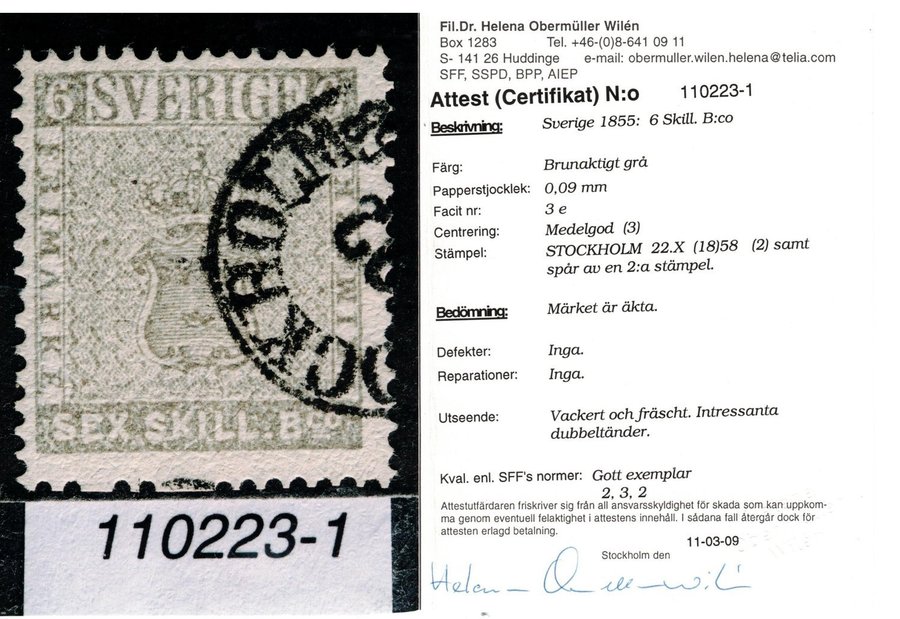 6 SVERIGE
FRIMÄRKE
SEX SKILL. Bco
STOCKHOLM
22
110223-1
Fil.Dr. Helena Obermüller Wilén
Box 1283 Tel. +46-(0)8-641 09 11
S- 141 26 Huddinge e-mail: obermuller.wilen.helena@telia.com
SFF, SSPD, BPP, AIEP
Attest (Certifikat) N:o 110223-1
Beskrivning: Sverige 1855: 6 Skill. B:co
Färg: Brunaktigt grå
Papperstjocklek: 0,09 mm
Facit nr: 3 e
Centrering: Medelgod (3)
Stämpel: STOCKHOLM 22.X (18)58 (2) samt
spår av en 2:a stämpel.
Bedömning: Märket är äkta.
Defekter: Inga.
Reparationer: Inga.
Utseende: Vackert och fräscht. Intressanta
dubbeltänder.
Kval. enl. SFF's normer: Gott exemplar
2, 3, 2
Attestutfärdaren friskriver sig från all ansvarsskyldighet för skada som kan uppkom-
ma genom eventuell felaktighet i attestens innehåll. I sådana fall återgår dock för
attesten erlagd betalning.
11-03-09
Stockholm den